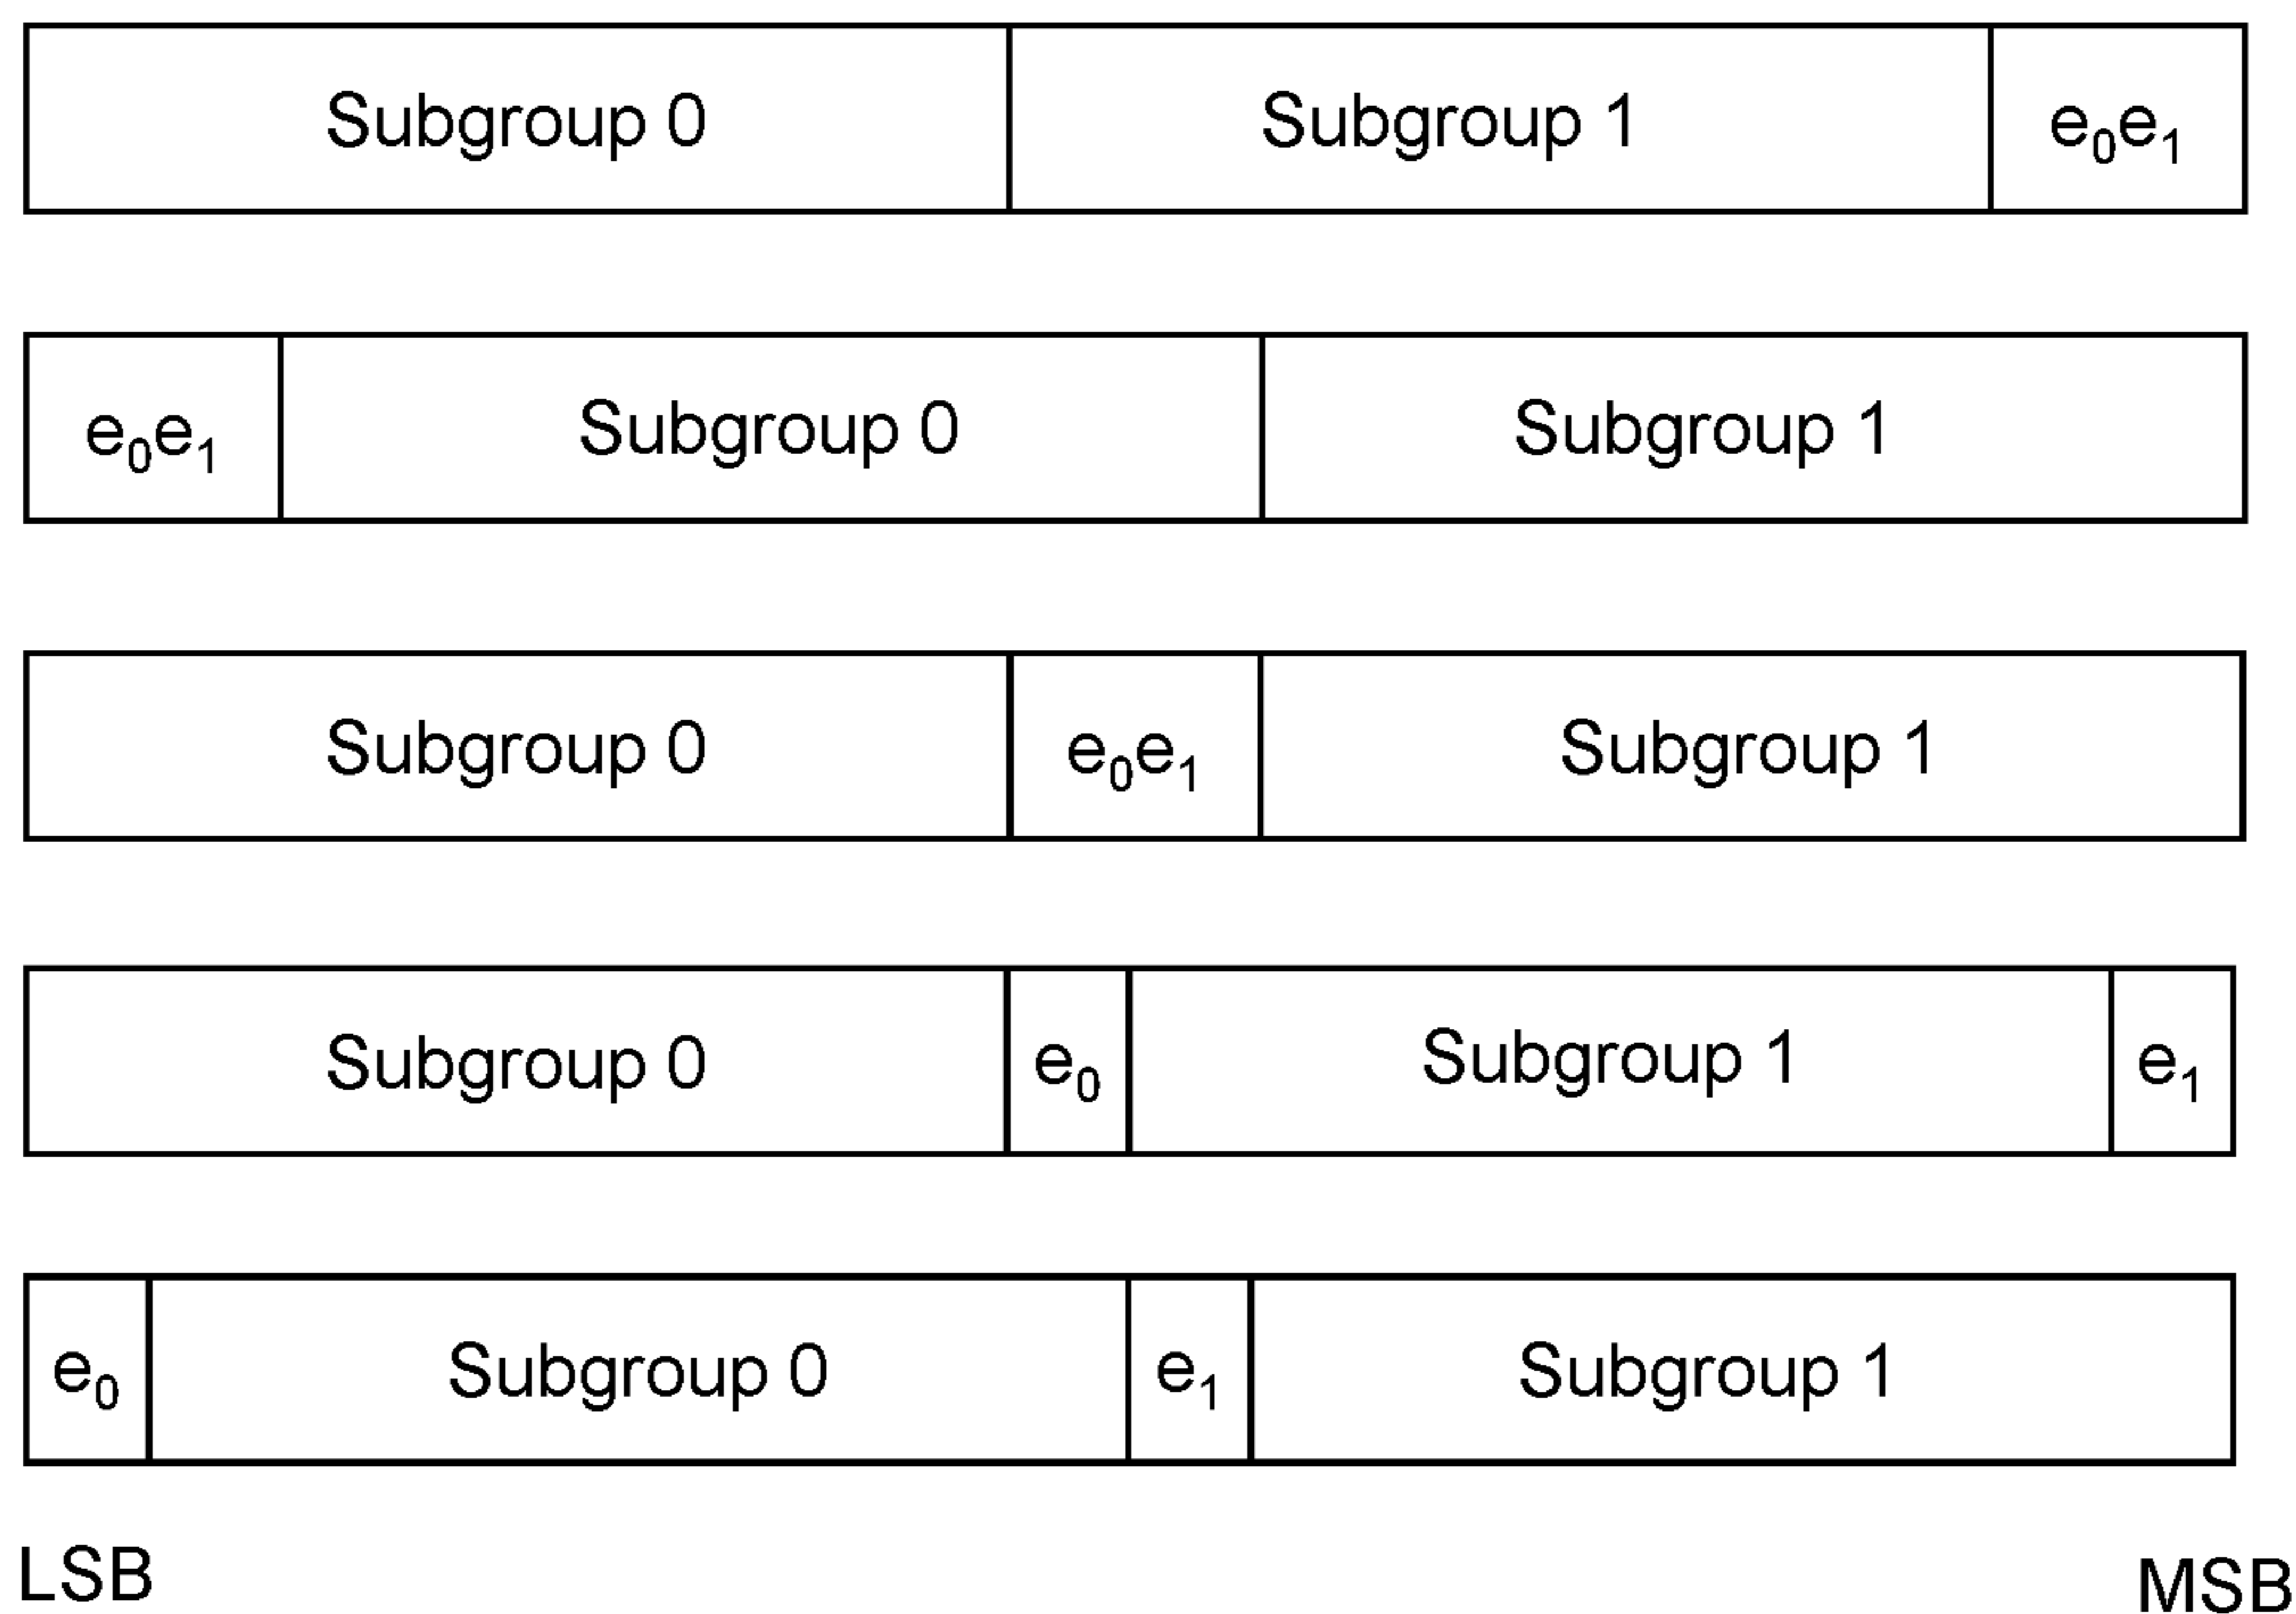 Subgroup 0 Subgroup 1 e₀e₁
e₀e₁ Subgroup 0 Subgroup 1
Subgroup 0 e₀e₁ Subgroup 1
Subgroup 0 e₀ Subgroup 1 e₁
e₀ Subgroup 0 e₁ Subgroup 1
LSB MSB